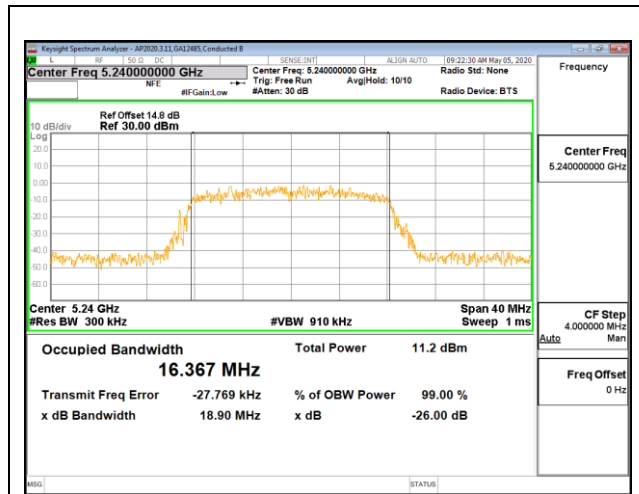 Keysight Spectrum Analyzer - AP2020.3.11,GA12485,Conducted B
LXI L RF 50 Ω DC SENSE:INT ALIGN AUTO 09:22:30 AM May 05, 2020
Center Freq 5.240000000 GHz Center Freq: 5.240000000 GHz Radio Std: None Frequency
NFE Trig: Free Run Avg|Hold: 10/10
#IFGain:Low #Atten: 30 dB Radio Device: BTS
Ref Offset 14.8 dB
10 dB/div Ref 30.00 dBm
Log
20.0
10.0
0.00
-10.0
-20.0
-30.0
-40.0
-50.0
-60.0
Center Freq
5.240000000 GHz
Center 5.24 GHz Span 40 MHz
#Res BW 300 kHz #VBW 910 kHz Sweep 1 ms
CF Step
4.000000 MHz
Auto Man
Occupied Bandwidth Total Power 11.2 dBm
16.367 MHz
Freq Offset
0 Hz
Transmit Freq Error -27.769 kHz % of OBW Power 99.00 %
x dB Bandwidth 18.90 MHz x dB -26.00 dB
MSG STATUS